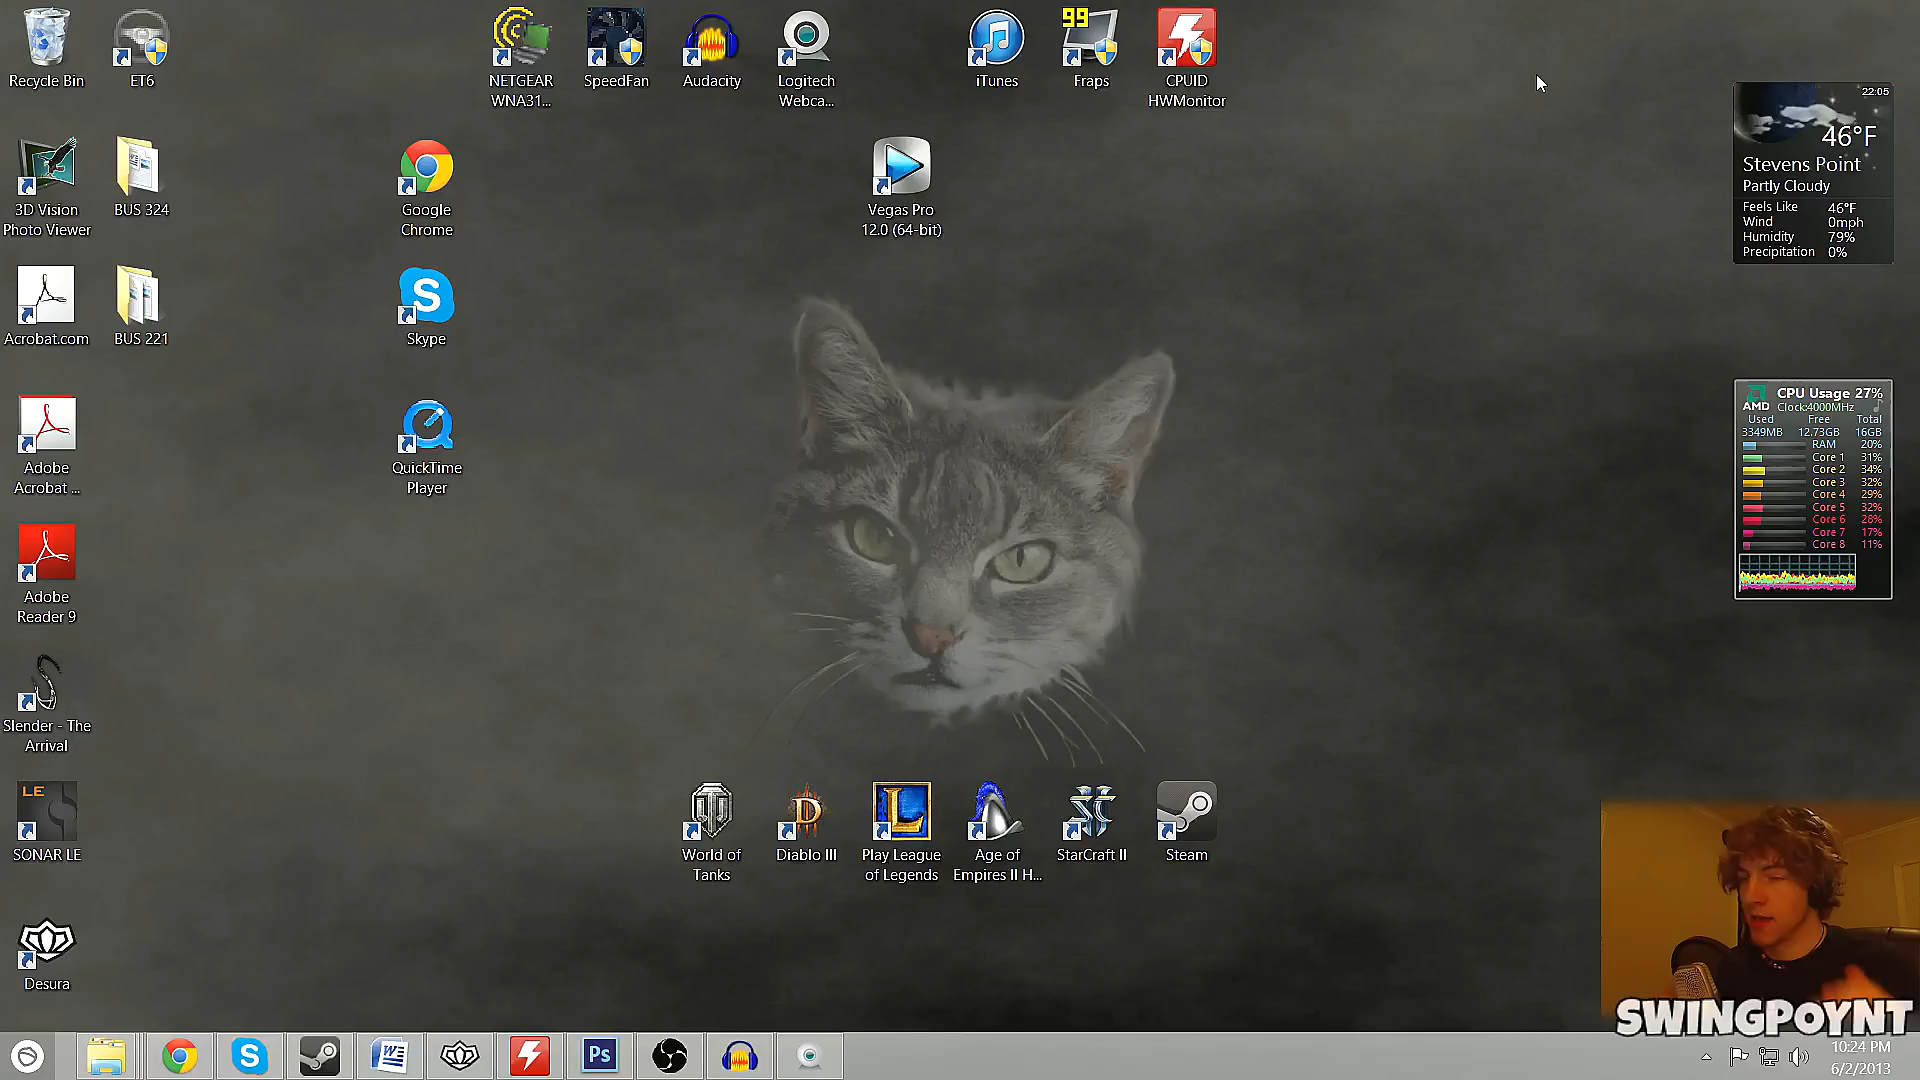 Recycle Bin
ET6
NETGEAR
WNA31...
SpeedFan
Audacity
Logitech
Webca...
iTunes
99
Fraps
CPUID
HWMonitor
3D Vision
Photo Viewer
BUS 324
Google
Chrome
Vegas Pro
12.0 (64-bit)
22:05
46°F
Stevens Point
Partly Cloudy
Feels Like 46°F
Wind 0mph
Humidity 79%
Precipitation 0%
Acrobat.com
BUS 221
S
Skype
Adobe
Acrobat ...
QuickTime
Player
AMD
CPU Usage 27%
Clock:4000MHz
Used Free Total
3349MB 12.73GB 16GB
RAM 20%
Core 1 31%
Core 2 34%
Core 3 32%
Core 4 29%
Core 5 32%
Core 6 28%
Core 7 17%
Core 8 11%
Adobe
Reader 9
Slender - The
Arrival
LE
SONAR LE
World of
Tanks
D
Diablo III
L
Play League
of Legends
Age of
Empires II H...
SC
StarCraft II
Steam
Desura
SWINGPOYNT
S
W
Ps
10:24 PM
6/2/2013